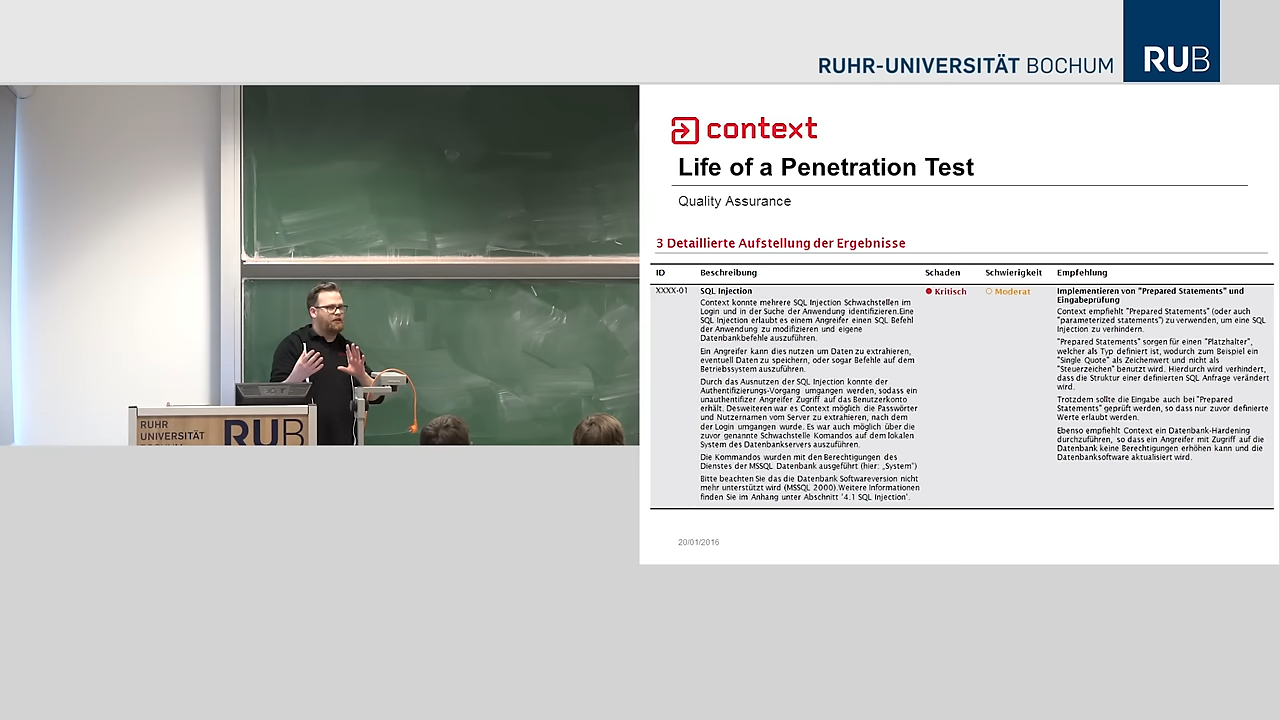 RUHR-UNIVERSITÄT BOCHUM RUB
context
Life of a Penetration Test
Quality Assurance
3 Detaillierte Aufstellung der Ergebnisse
ID Beschreibung Schaden Schwierigkeit Empfehlung
XXXX-01 SQL Injection Kritisch Moderat
Context konnte mehrere SQL Injection Schwachstellen im
Login und in der Suche der Anwendung identifizieren.Eine
SQL Injection erlaubt es einem Angreifer einen SQL Befehl
der Anwendung zu modifizieren und eigene
Datenbankbefehle auszuführen.
Ein Angreifer kann dies nutzen um Daten zu extrahieren,
eventuell Daten zu speichern, oder sogar Befehle auf dem
Betriebssystem auszuführen.
Durch das Ausnutzen der SQL Injection konnte der
Authentifizierungs-Vorgang umgangen werden, sodass ein
unauthentifizer Angreifer Zugriff auf das Benutzerkonto
erhält. Desweiteren war es Context möglich die Passwörter
und Nutzernamen vom Server zu extrahieren, nach dem
der Login umgangen wurde. Es war auch möglich über die
zuvor genannte Schwachstelle Komandos auf dem lokalen
System des Datenbankservers auszuführen.
Die Kommandos wurden mit den Berechtigungen des
Dienstes der MSSQL Datenbank ausgeführt (hier: „System")
Bitte beachten Sie das die Datenbank Softwareversion nicht
mehr unterstützt wird (MSSQL 2000).Weitere Informationen
finden Sie im Anhang unter Abschnitt '4.1 SQL Injection'.
Implementieren von "Prepared Statements" und
Eingabeprüfung
Context empfiehlt "Prepared Statements" (oder auch
"parameterized statements") zu verwenden, um eine SQL
Injection zu verhindern.
"Prepared Statements" sorgen für einen "Platzhalter",
welcher als Typ definiert ist, wodurch zum Beispiel ein
"Single Quote" als Zeichenwert und nicht als
"Steuerzeichen" benutzt wird. Hierdurch wird verhindert,
dass die Struktur einer definierten SQL Anfrage verändert
wird.
Trotzdem sollte die Eingabe auch bei "Prepared
Statements" geprüft werden, so dass nur zuvor definierte
Werte erlaubt werden.
Ebenso empfiehlt Context ein Datenbank-Hardening
durchzuführen, so dass ein Angreifer mit Zugriff auf die
Datenbank keine Berechtigungen erhöhen kann und die
Datenbanksoftware aktualisiert wird.
20/01/2016
RUHR
UNIVERSITÄT
BOCHUM
RUB